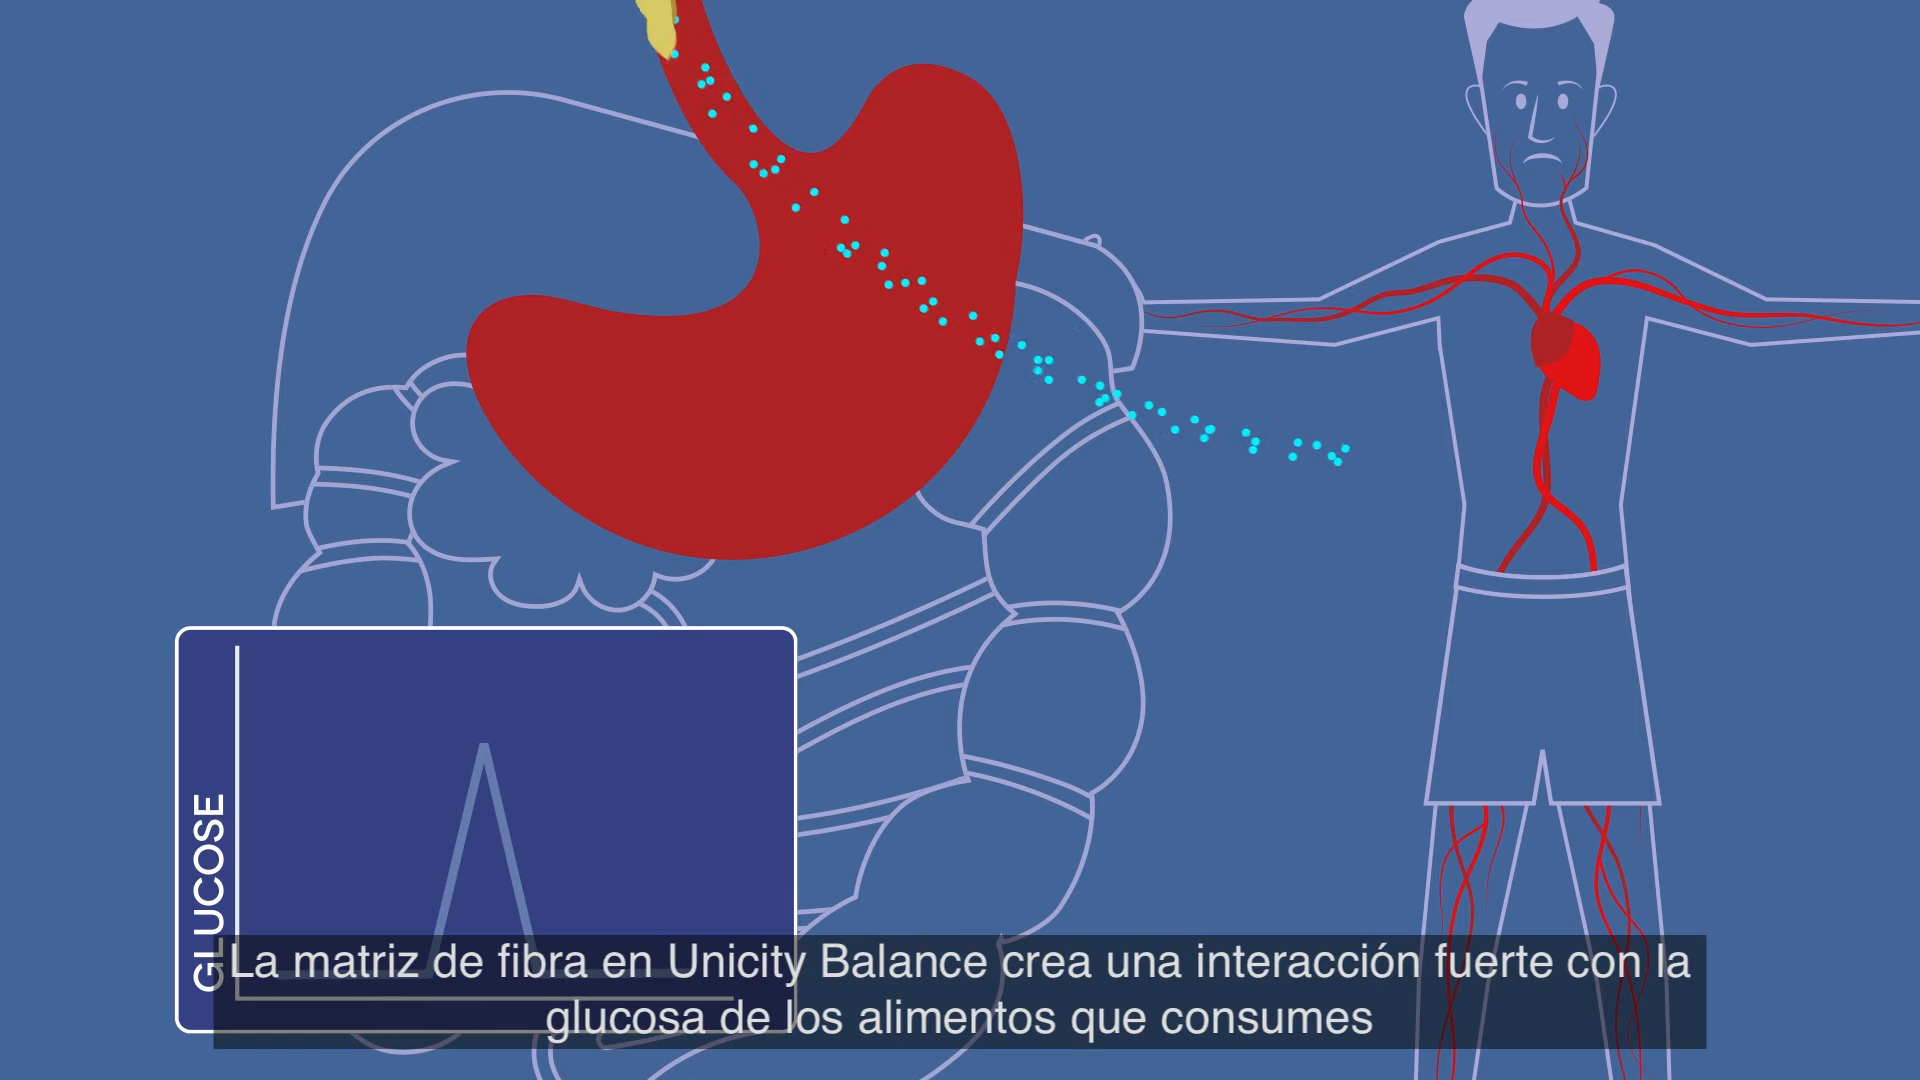 GLUCOSE
La matriz de fibra en Unicity Balance crea una interacción fuerte con la
glucosa de los alimentos que consumes